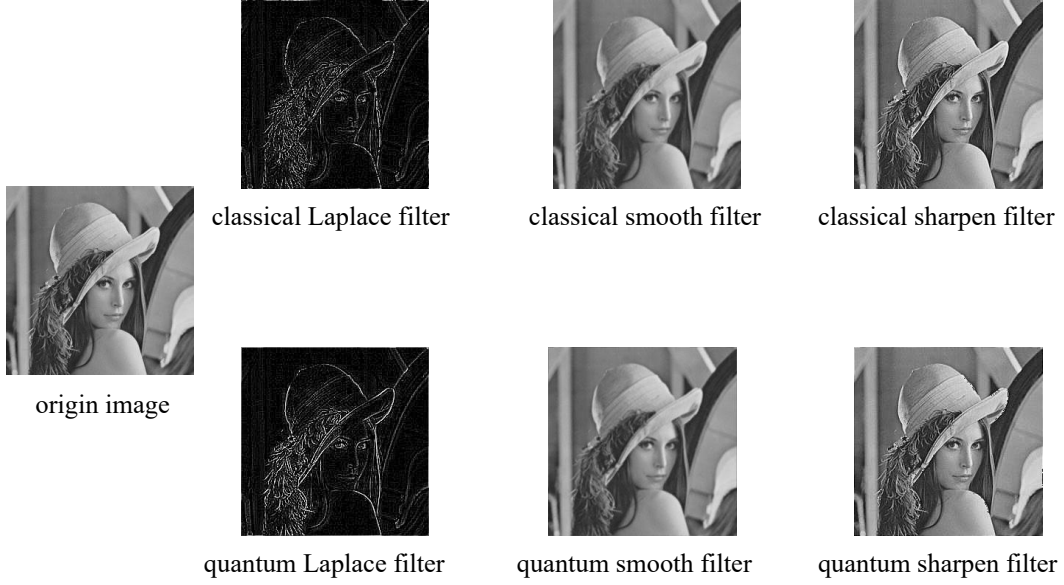 classical Laplace filter
classical smooth filter
classical sharpen filter
origin image
quantum Laplace filter
quantum smooth filter
quantum sharpen filter